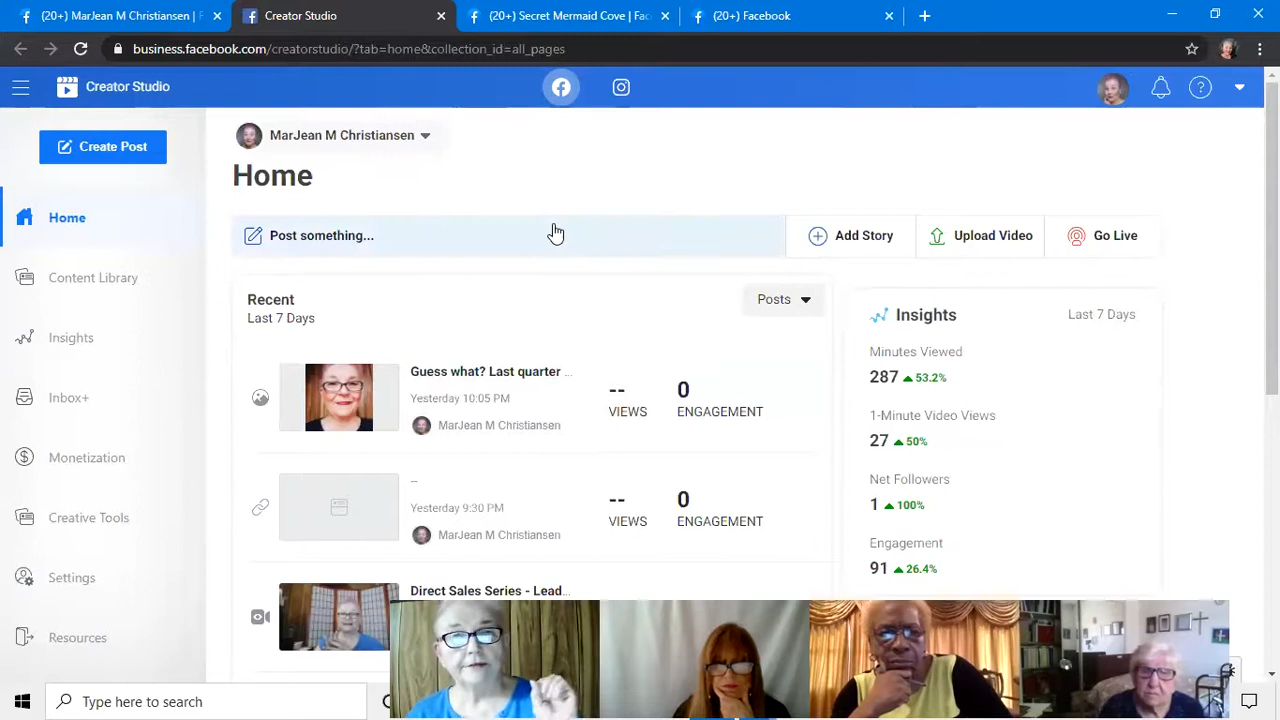 (20+) MarJean M Christiansen | F
Creator Studio
(20+) Secret Mermaid Cove | Fac
(20+) Facebook
business.facebook.com/creatorstudio/?tab=home&collection_id=all_pages
Creator Studio
Create Post
Home
Content Library
Insights
Inbox+
Monetization
Creative Tools
Settings
Resources
MarJean M Christiansen
Home
Post something...
Add Story
Upload Video
Go Live
Recent
Last 7 Days
Posts
Guess what? Last quarter ...
Yesterday 10:05 PM
MarJean M Christiansen
--
VIEWS
0
ENGAGEMENT
--
Yesterday 9:30 PM
MarJean M Christiansen
--
VIEWS
0
ENGAGEMENT
Direct Sales Series - Lead...
Insights
Last 7 Days
Minutes Viewed
287 53.2%
1-Minute Video Views
27 50%
Net Followers
1 100%
Engagement
91 26.4%
Type here to search